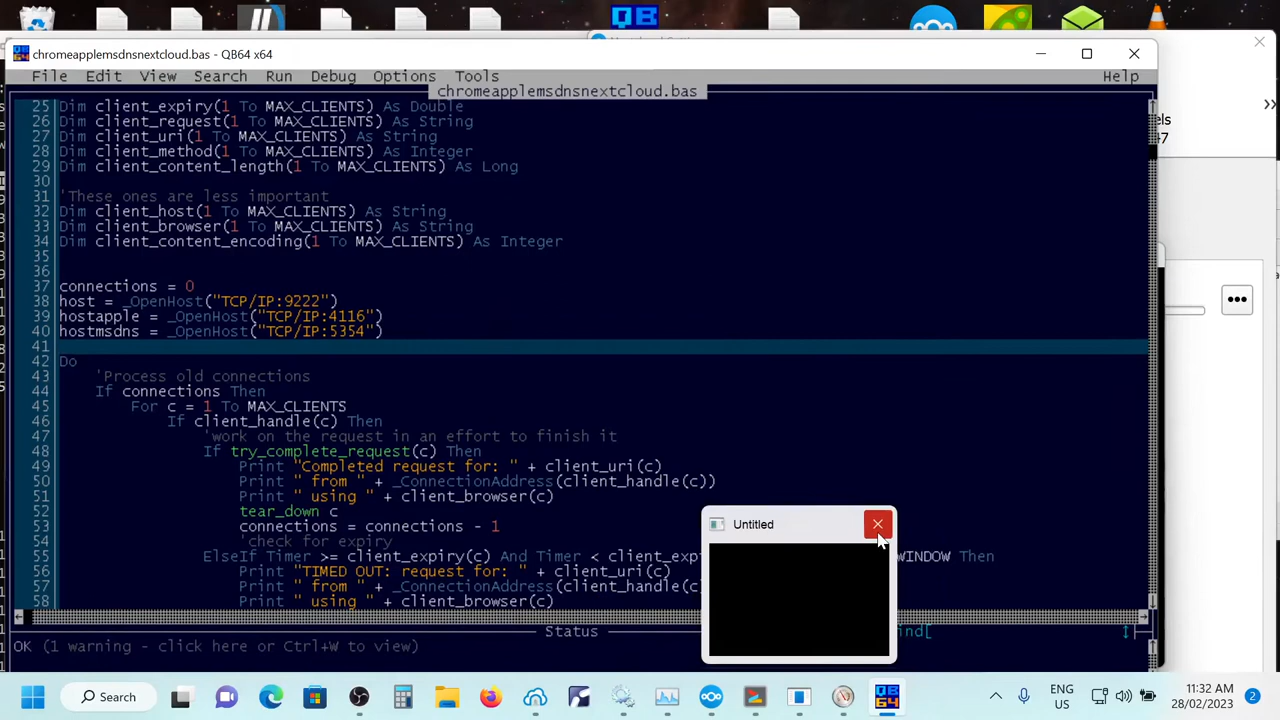 chromeapplemsdnsnextcloud.bas - QB64 x64
File Edit View Search Run Debug Options Tools Help
chromeapplemsdnsnextcloud.bas
25 Dim client_expiry(1 To MAX_CLIENTS) As Double
26 Dim client_request(1 To MAX_CLIENTS) As String
27 Dim client_uri(1 To MAX_CLIENTS) As String
28 Dim client_method(1 To MAX_CLIENTS) As Integer
29 Dim client_content_length(1 To MAX_CLIENTS) As Long
30
31 'These ones are less important
32 Dim client_host(1 To MAX_CLIENTS) As String
33 Dim client_browser(1 To MAX_CLIENTS) As String
34 Dim client_content_encoding(1 To MAX_CLIENTS) As Integer
35
36
37 connections = 0
38 host = _OpenHost("TCP/IP:9222")
39 hostapple = _OpenHost("TCP/IP:4116")
40 hostmsdns = _OpenHost("TCP/IP:5354")
41
42 Do
43 'Process old connections
44 If connections Then
45 For c = 1 To MAX_CLIENTS
46 If client_handle(c) Then
47 'work on the request in an effort to finish it
48 If try_complete_request(c) Then
49 Print "Completed request for: " + client_uri(c)
50 Print " from " + _ConnectionAddress(client_handle(c))
51 Print " using " + client_browser(c)
52 tear_down c
53 connections = connections - 1
54 'check for expiry
55 ElseIf Timer >= client_expiry(c) And Timer < client_exp WINDOW Then
56 Print "TIMED OUT: request for: " + client_uri(c)
57 Print " from " + _ConnectionAddress(client_handle(c
58 Print " using " + client_browser(c)
Untitled
Status
ind[
OK (1 warning - click here or Ctrl+W to view)
QB
els
Search
ENG
US
11:32 AM
28/02/2023
2
QB
64